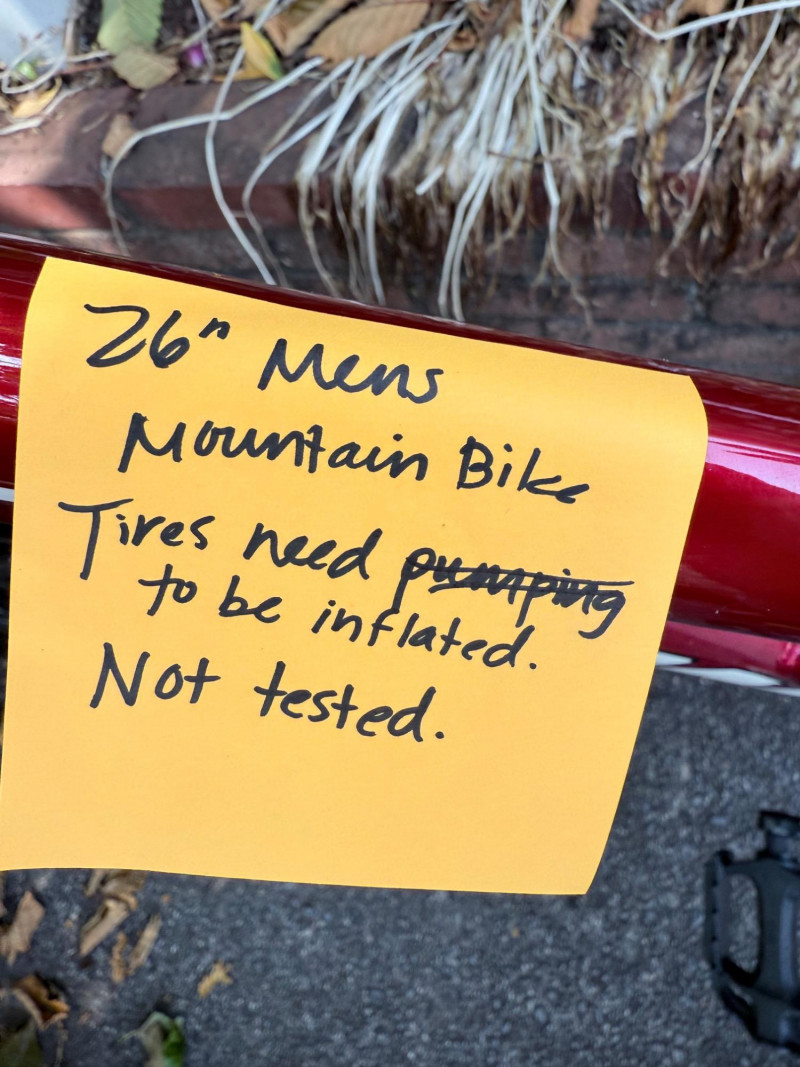 26" Mens
Mountain Bike
Tires need pumping
to be inflated.
Not tested.